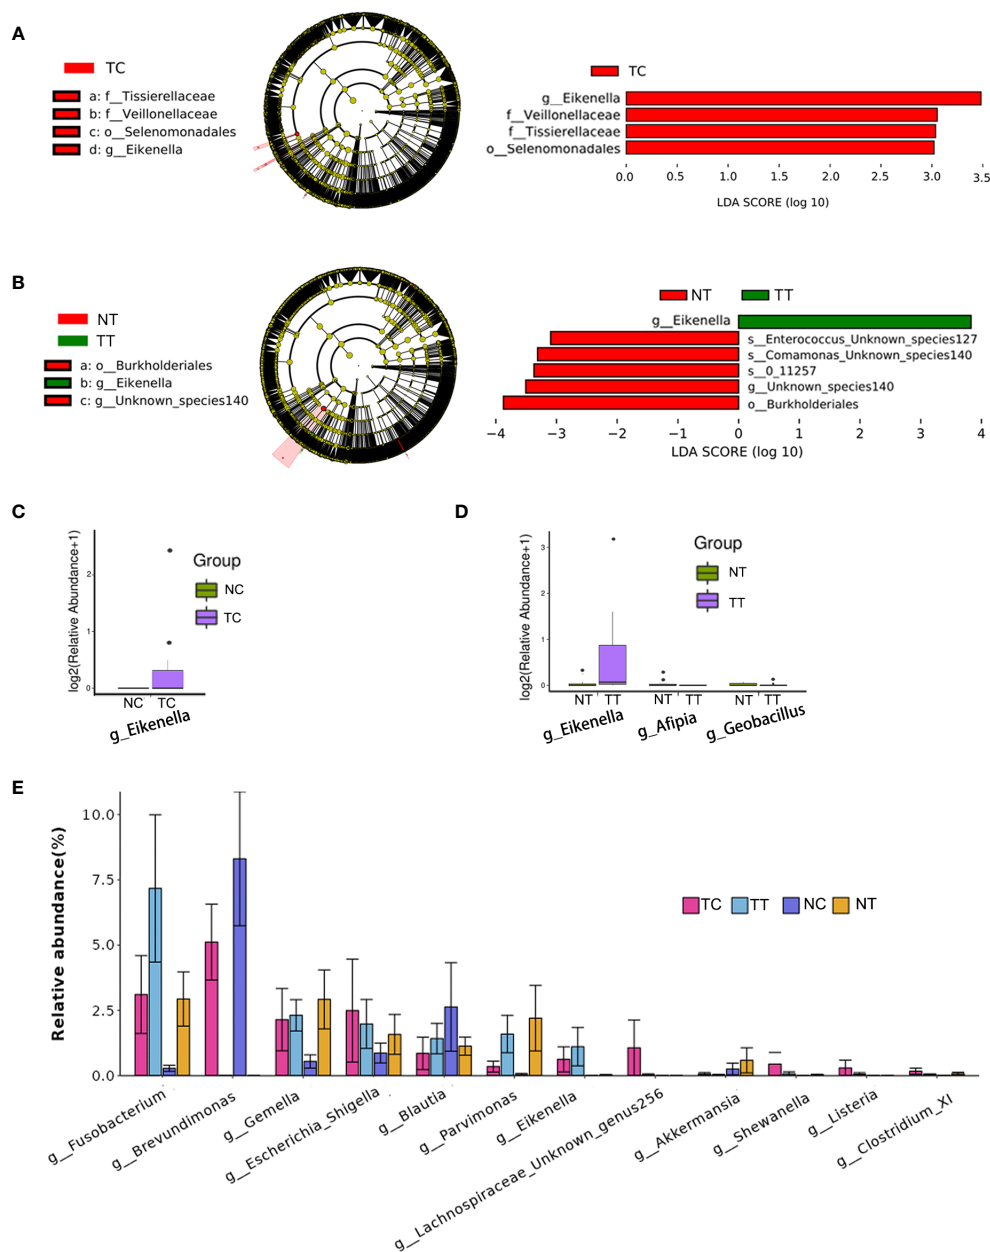 A
TC
a: f__Tissierellaceae
b: f__Veillonellaceae
c: o__Selenomonadales
d: g__Eikenella
TC
g__Eikenella
f__Veillonellaceae
f__Tissierellaceae
o__Selenomonadales
0.0 0.5 1.0 1.5 2.0 2.5 3.0 3.5
LDA SCORE (log 10)
B
NT
TT
a: o__Burkholderiales
b: g__Eikenella
c: g__Unknown_species140
NT TT
g__Eikenella
s__Enterococcus_Unknown_species127
s__Comamonas_Unknown_species140
s__0_11257
g__Unknown_species140
o__Burkholderiales
−4 −3 −2 −1 0 1 2 3 4
LDA SCORE (log 10)
C
log2(Relative Abundance+1)
2
1
0
Group
NC
TC
NC TC
g_Eikenella
D
log2(Relative Abundance+1)
3
2
1
0
Group
NT
TT
NT TT NT TT NT TT
g_Eikenella g_Afipia g_Geobacillus
E
Relative abundance(%)
10.0
7.5
5.0
2.5
0.0
TC TT NC NT
g__Fusobacterium
g__Brevundimonas
g__Gemella
g__Escherichia_Shigella
g__Blautia
g__Parvimonas
g__Eikenella
g__Lachnospiraceae_Unknown_genus256
g__Akkermansia
g__Shewanella
g__Listeria
g__Clostridium_XI